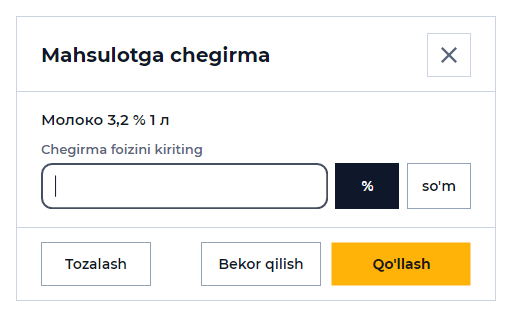 Mahsulotga chegirma
Молоко 3,2 % 1 л
Chegirma foizini kiriting
% so'm
Tozalash Bekor qilish Qo'llash